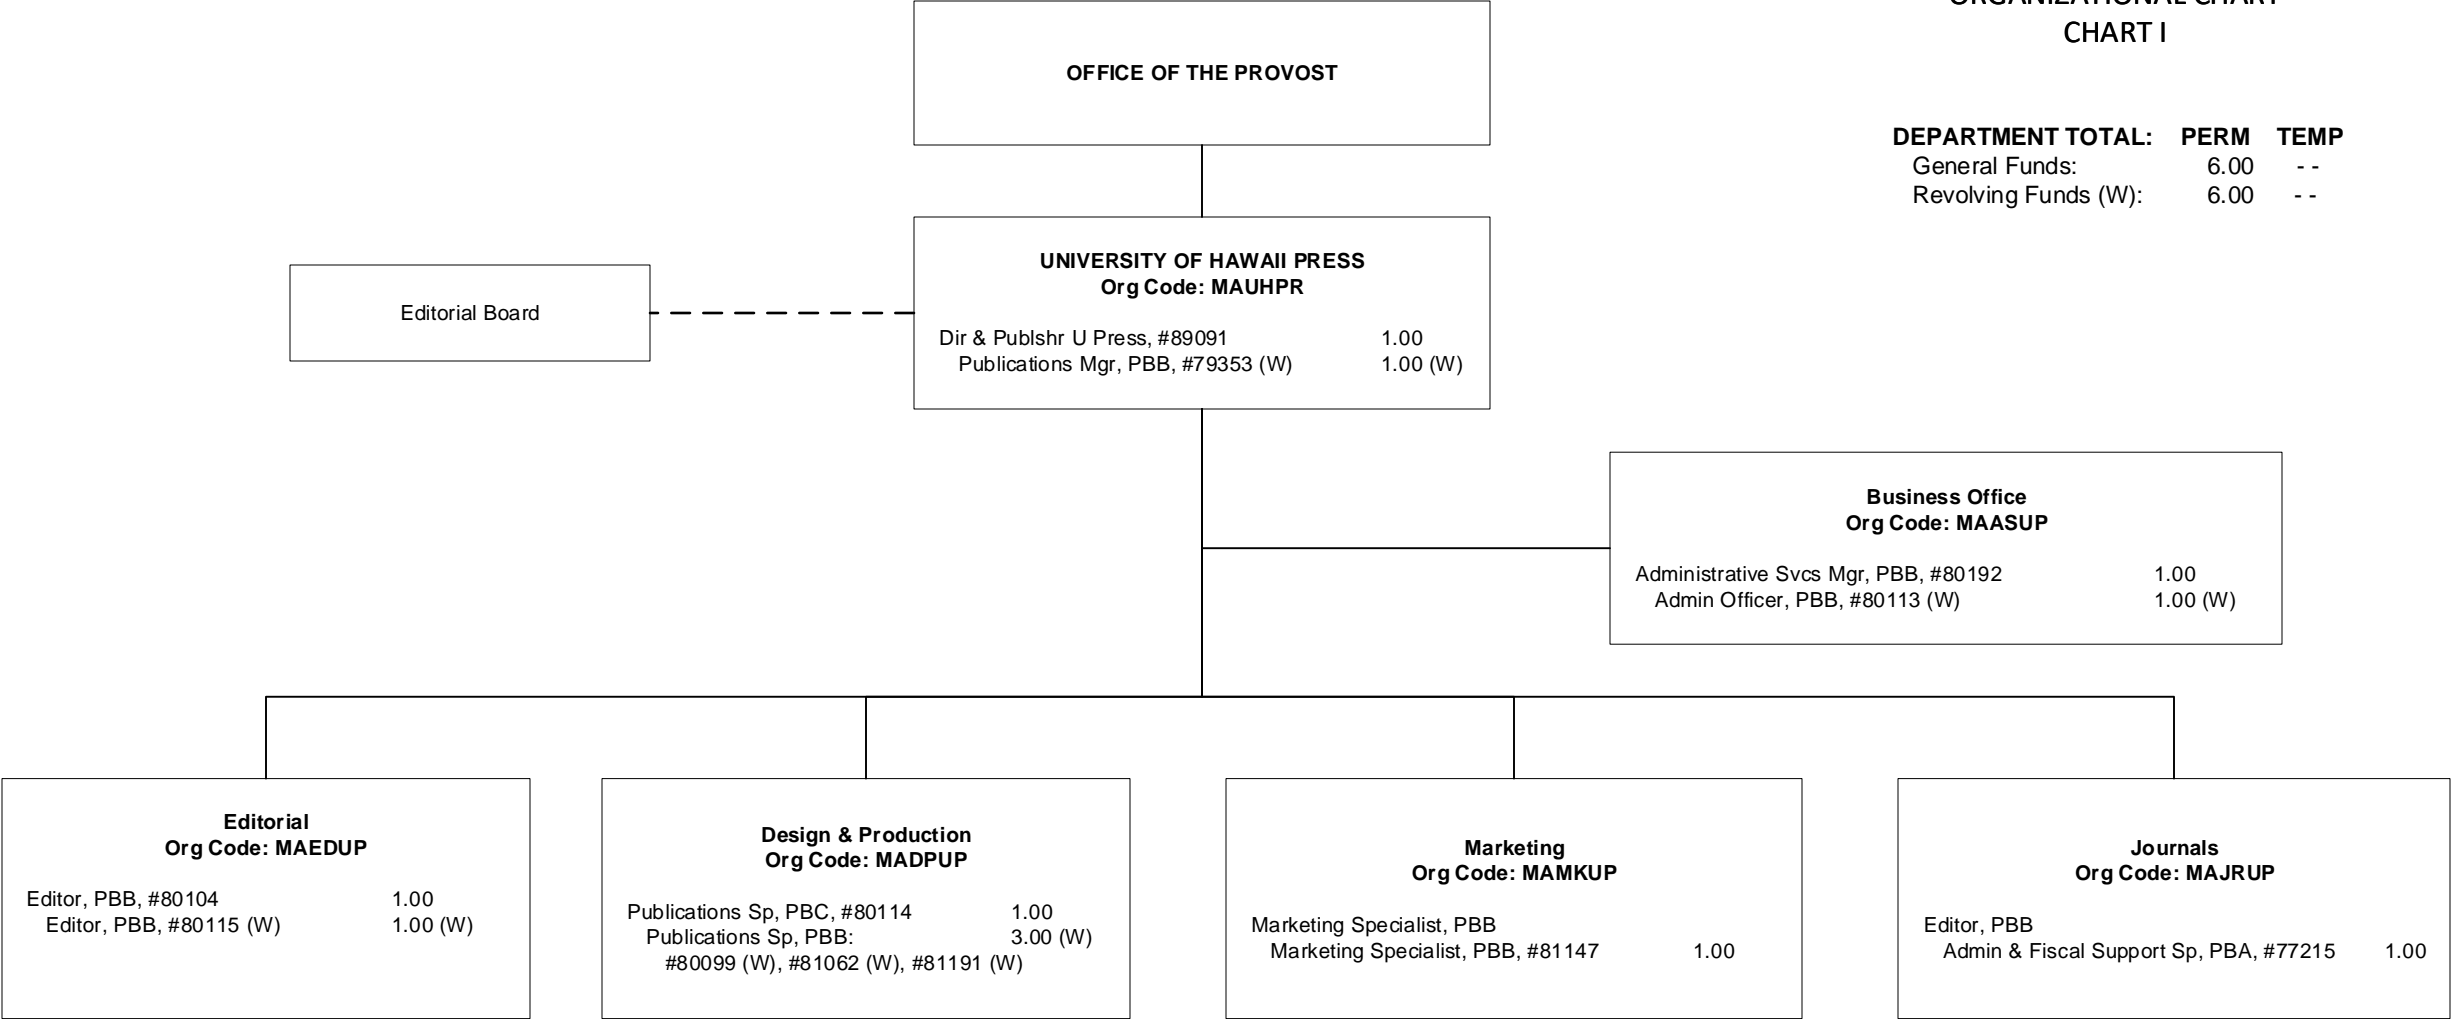 ORGANIZATIONAL CHART
CHART I
OFFICE OF THE PROVOST
DEPARTMENT TOTAL: PERM TEMP
General Funds: 6.00 - -
Revolving Funds (W): 6.00 - -
UNIVERSITY OF HAWAII PRESS
Org Code: MAUHPR
Dir & Publshr U Press, #89091 1.00
Publications Mgr, PBB, #79353 (W) 1.00 (W)
Editorial Board
Business Office
Org Code: MAASUP
Administrative Svcs Mgr, PBB, #80192 1.00
Admin Officer, PBB, #80113 (W) 1.00 (W)
Editorial
Org Code: MAEDUP
Editor, PBB, #80104 1.00
Editor, PBB, #80115 (W) 1.00 (W)
Design & Production
Org Code: MADPUP
Publications Sp, PBC, #80114 1.00
Publications Sp, PBB: 3.00 (W)
#80099 (W), #81062 (W), #81191 (W)
Marketing
Org Code: MAMKUP
Marketing Specialist, PBB
Marketing Specialist, PBB, #81147 1.00
Journals
Org Code: MAJRUP
Editor, PBB
Admin & Fiscal Support Sp, PBA, #77215 1.00